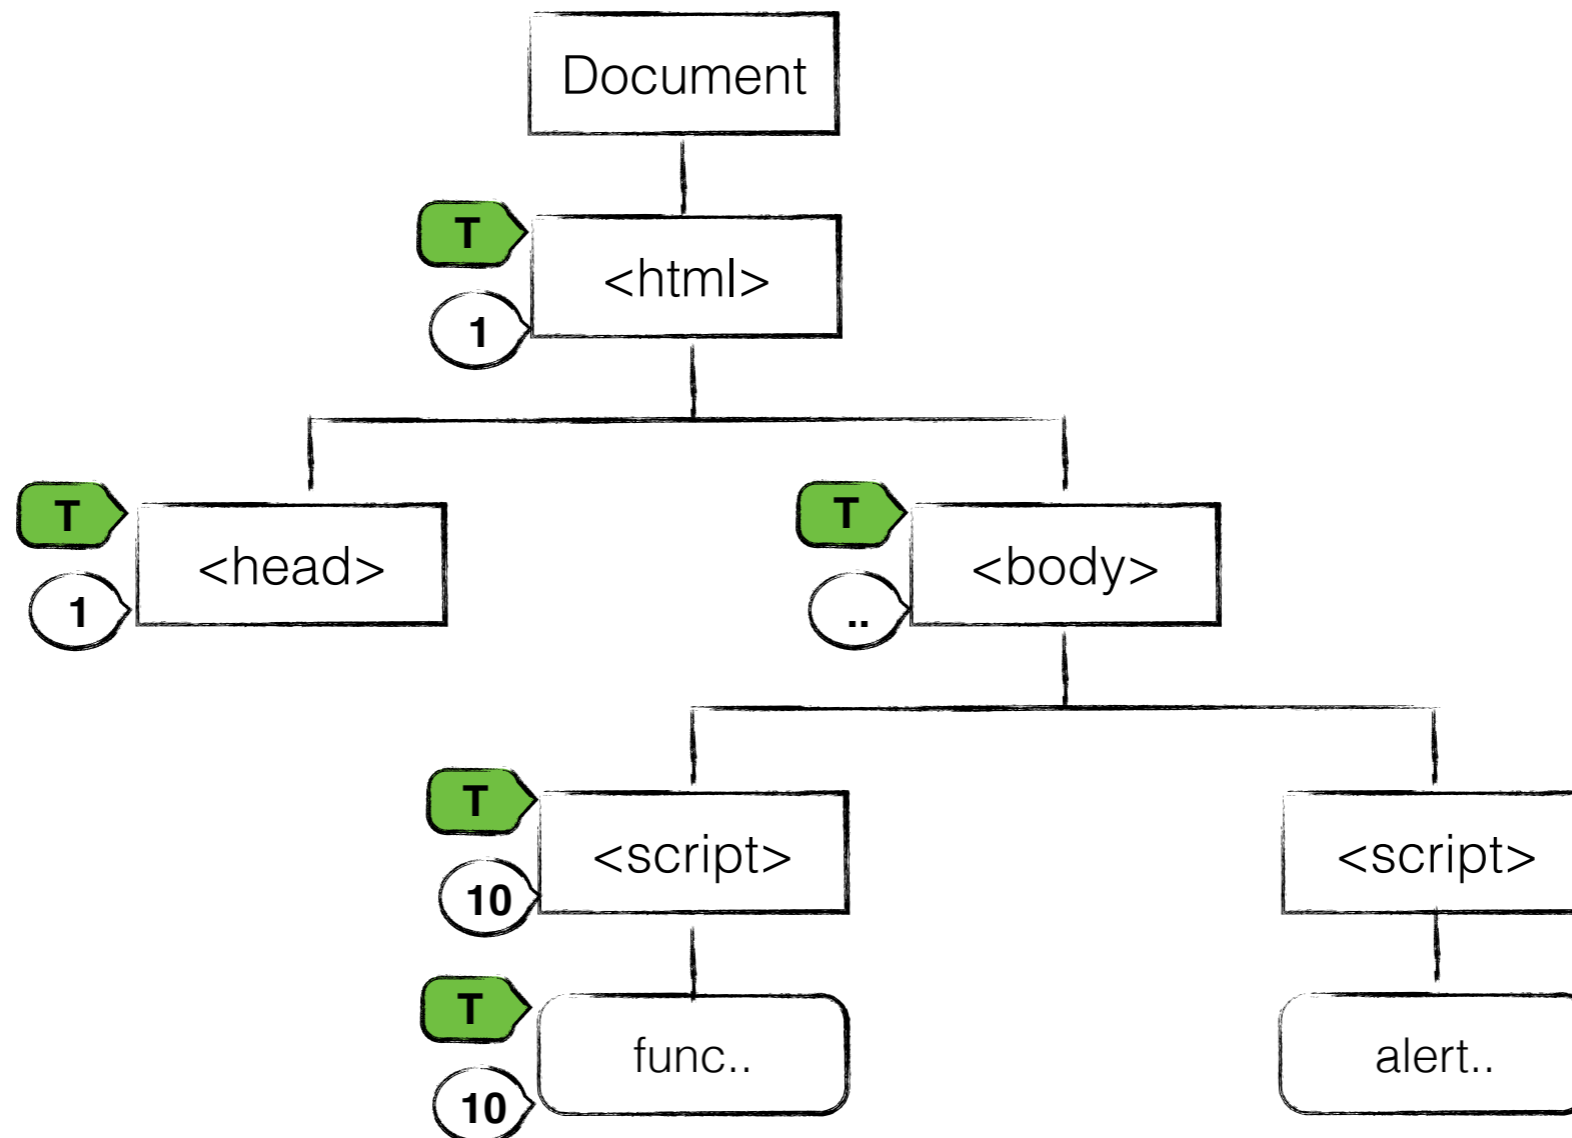 Document
T
<html>
1
T
<head>
1
T
<body>
..
T
<script>
10
<script>
T
func..
10
alert..